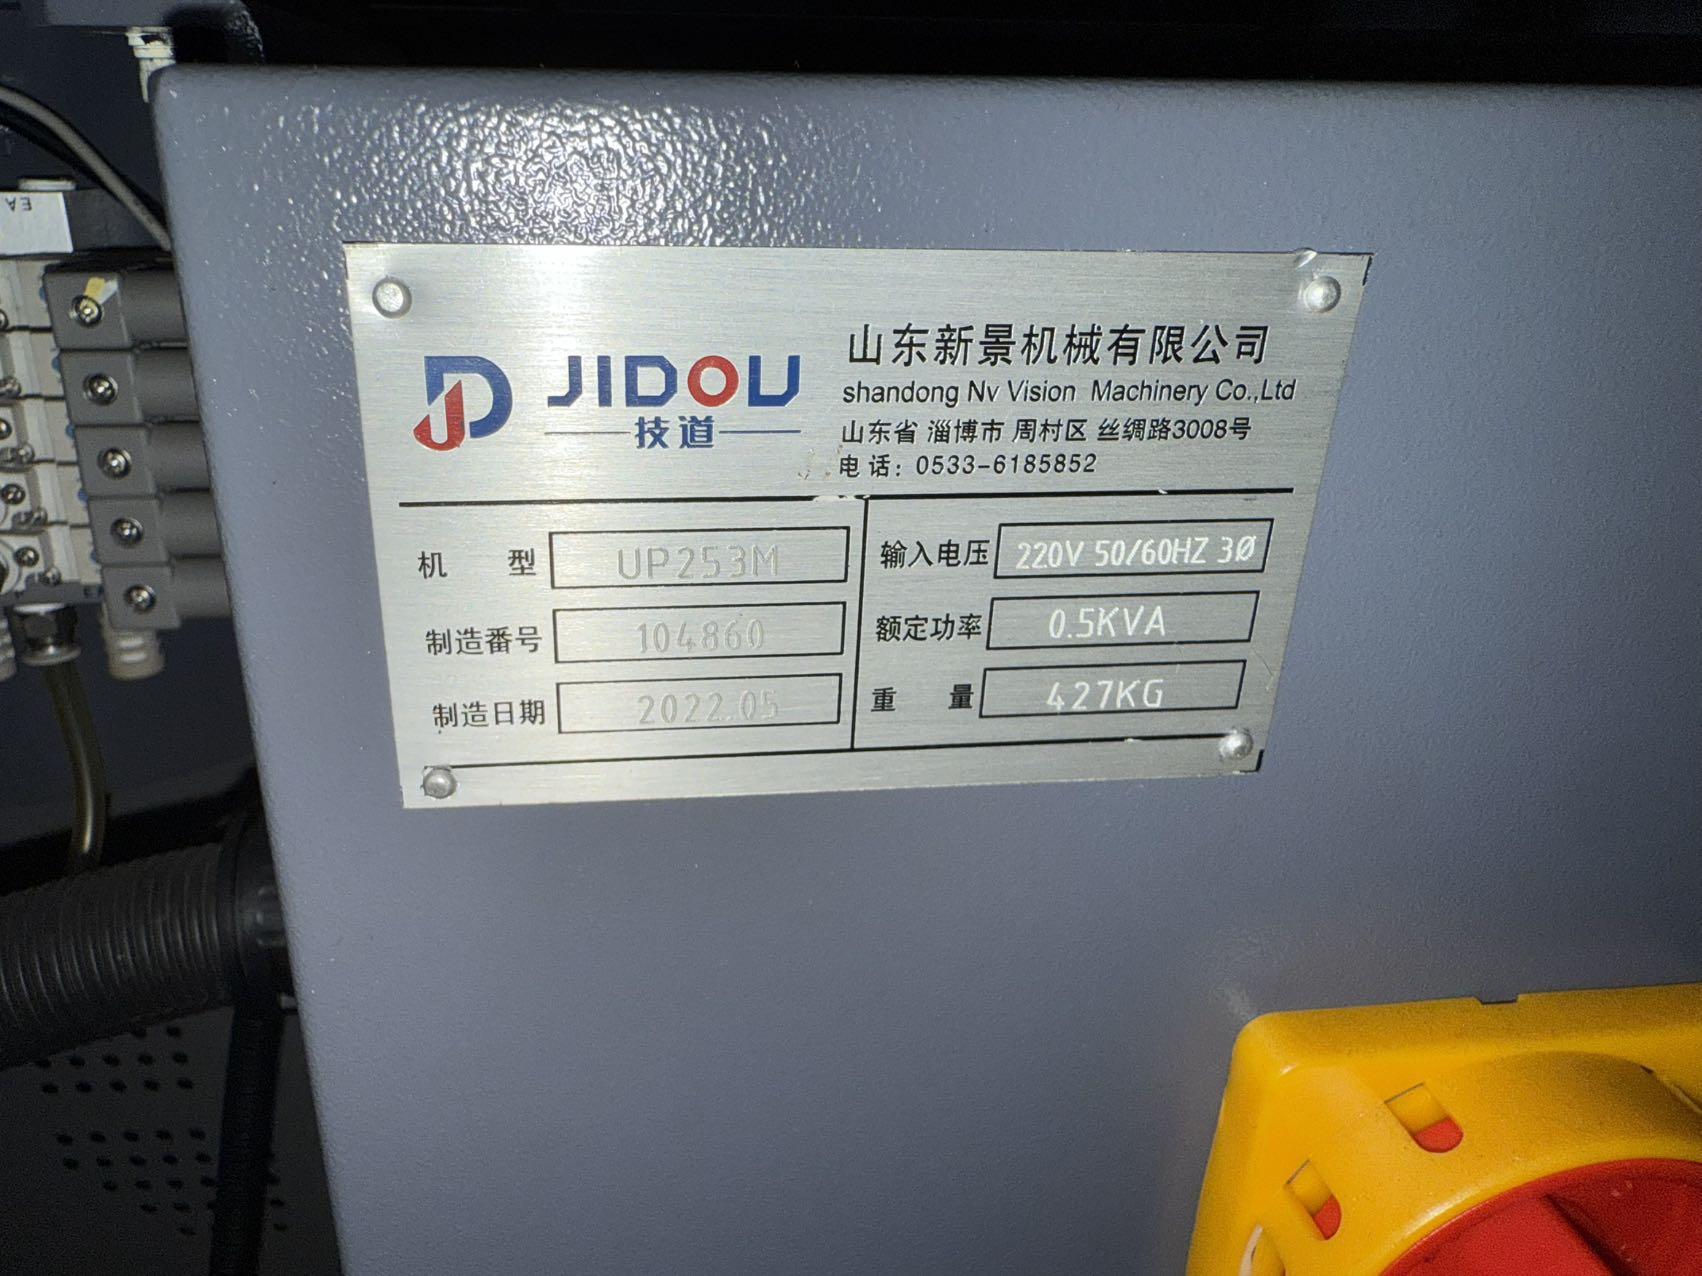 EA
JD JIDOU
技道
山东新景机械有限公司
shandong Nv Vision Machinery Co.,Ltd
山东省 淄博市 周村区 丝绸路3008号
电话：0533-6185852
机 型 UP253M
制造番号 104860
制造日期 2022.05
输入电压 220V 50/60HZ 3Ø
额定功率 0.5KVA
重 量 427KG